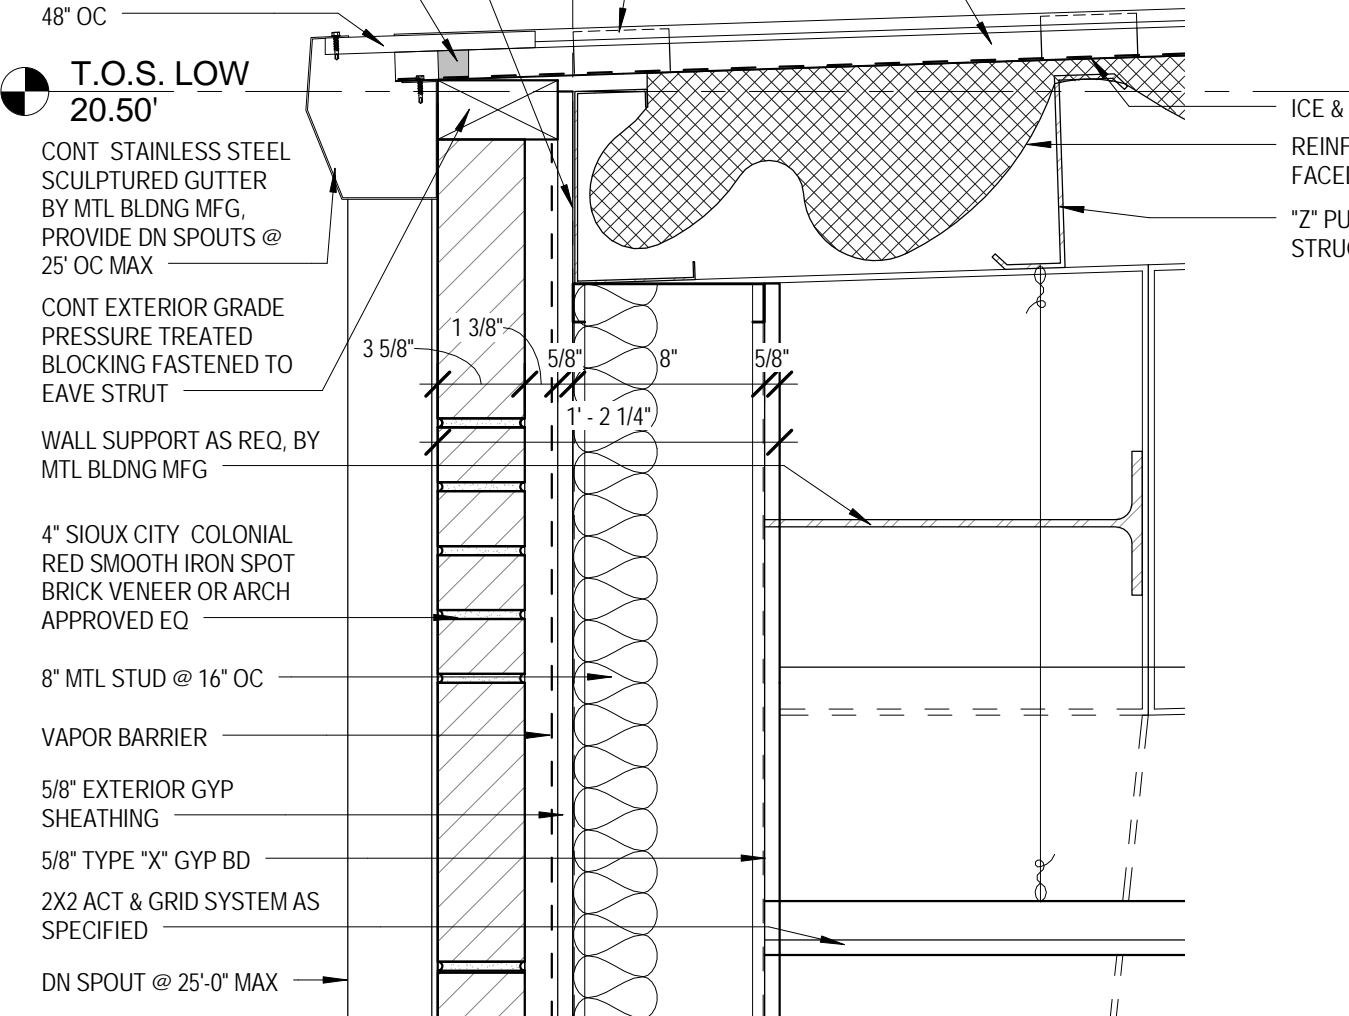 48" OC
T.O.S. LOW
20.50'
CONT STAINLESS STEEL
SCULPTURED GUTTER
BY MTL BLDNG MFG,
PROVIDE DN SPOUTS @
25' OC MAX
CONT EXTERIOR GRADE
PRESSURE TREATED
BLOCKING FASTENED TO
EAVE STRUT
WALL SUPPORT AS REQ, BY
MTL BLDNG MFG
4" SIOUX CITY COLONIAL
RED SMOOTH IRON SPOT
BRICK VENEER OR ARCH
APPROVED EQ
8" MTL STUD @ 16" OC
VAPOR BARRIER
5/8" EXTERIOR GYP
SHEATHING
5/8" TYPE "X" GYP BD
2X2 ACT & GRID SYSTEM AS
SPECIFIED
DN SPOUT @ 25'-0" MAX
3 5/8"
1 3/8"
5/8"
8"
5/8"
1' - 2 1/4"
ICE &
REINF
FACE
"Z" PU
STRU